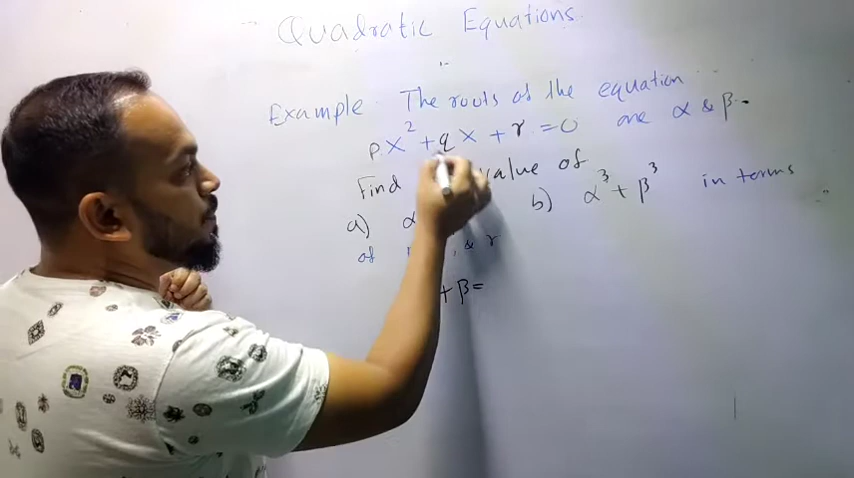 Quadratic Equations
Example The roots of the equation
px² + qx + r = 0 are α & β.
Find value of
a) α b) α³ + β³ in terms
of & r
+ β =